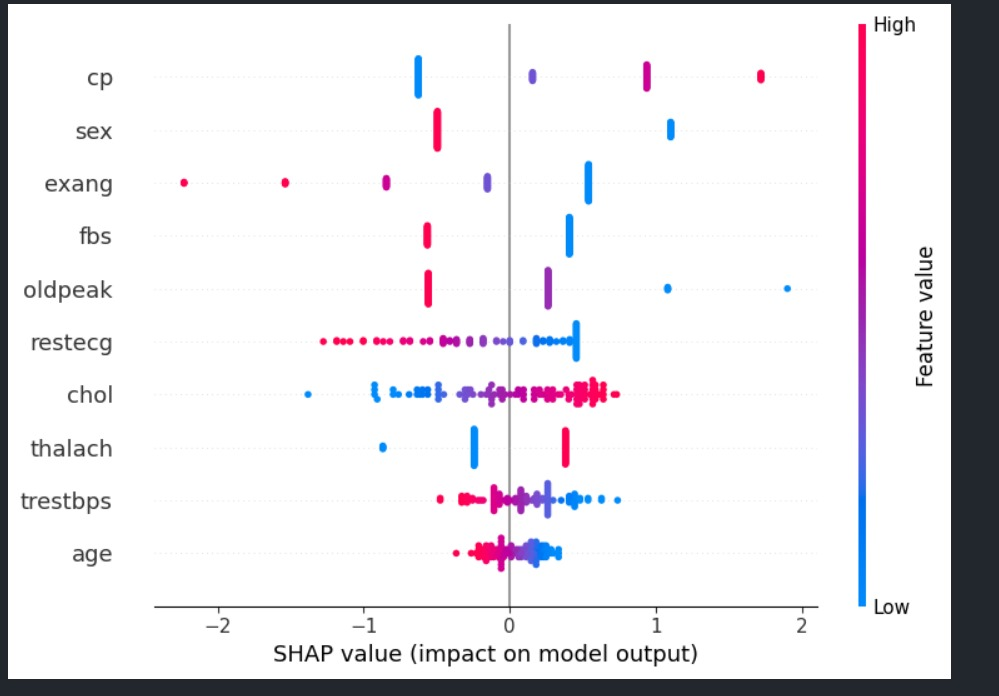 High
cp
sex
exang
fbs
oldpeak
restecg
chol
thalach
trestbps
age
Feature value
Low
−2 −1 0 1 2
SHAP value (impact on model output)